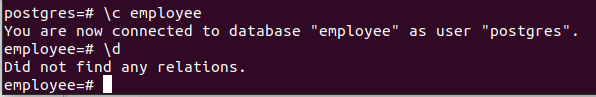 postgres=# \c employee
You are now connected to database "employee" as user "postgres".
employee=# \d
Did not find any relations.
employee=#